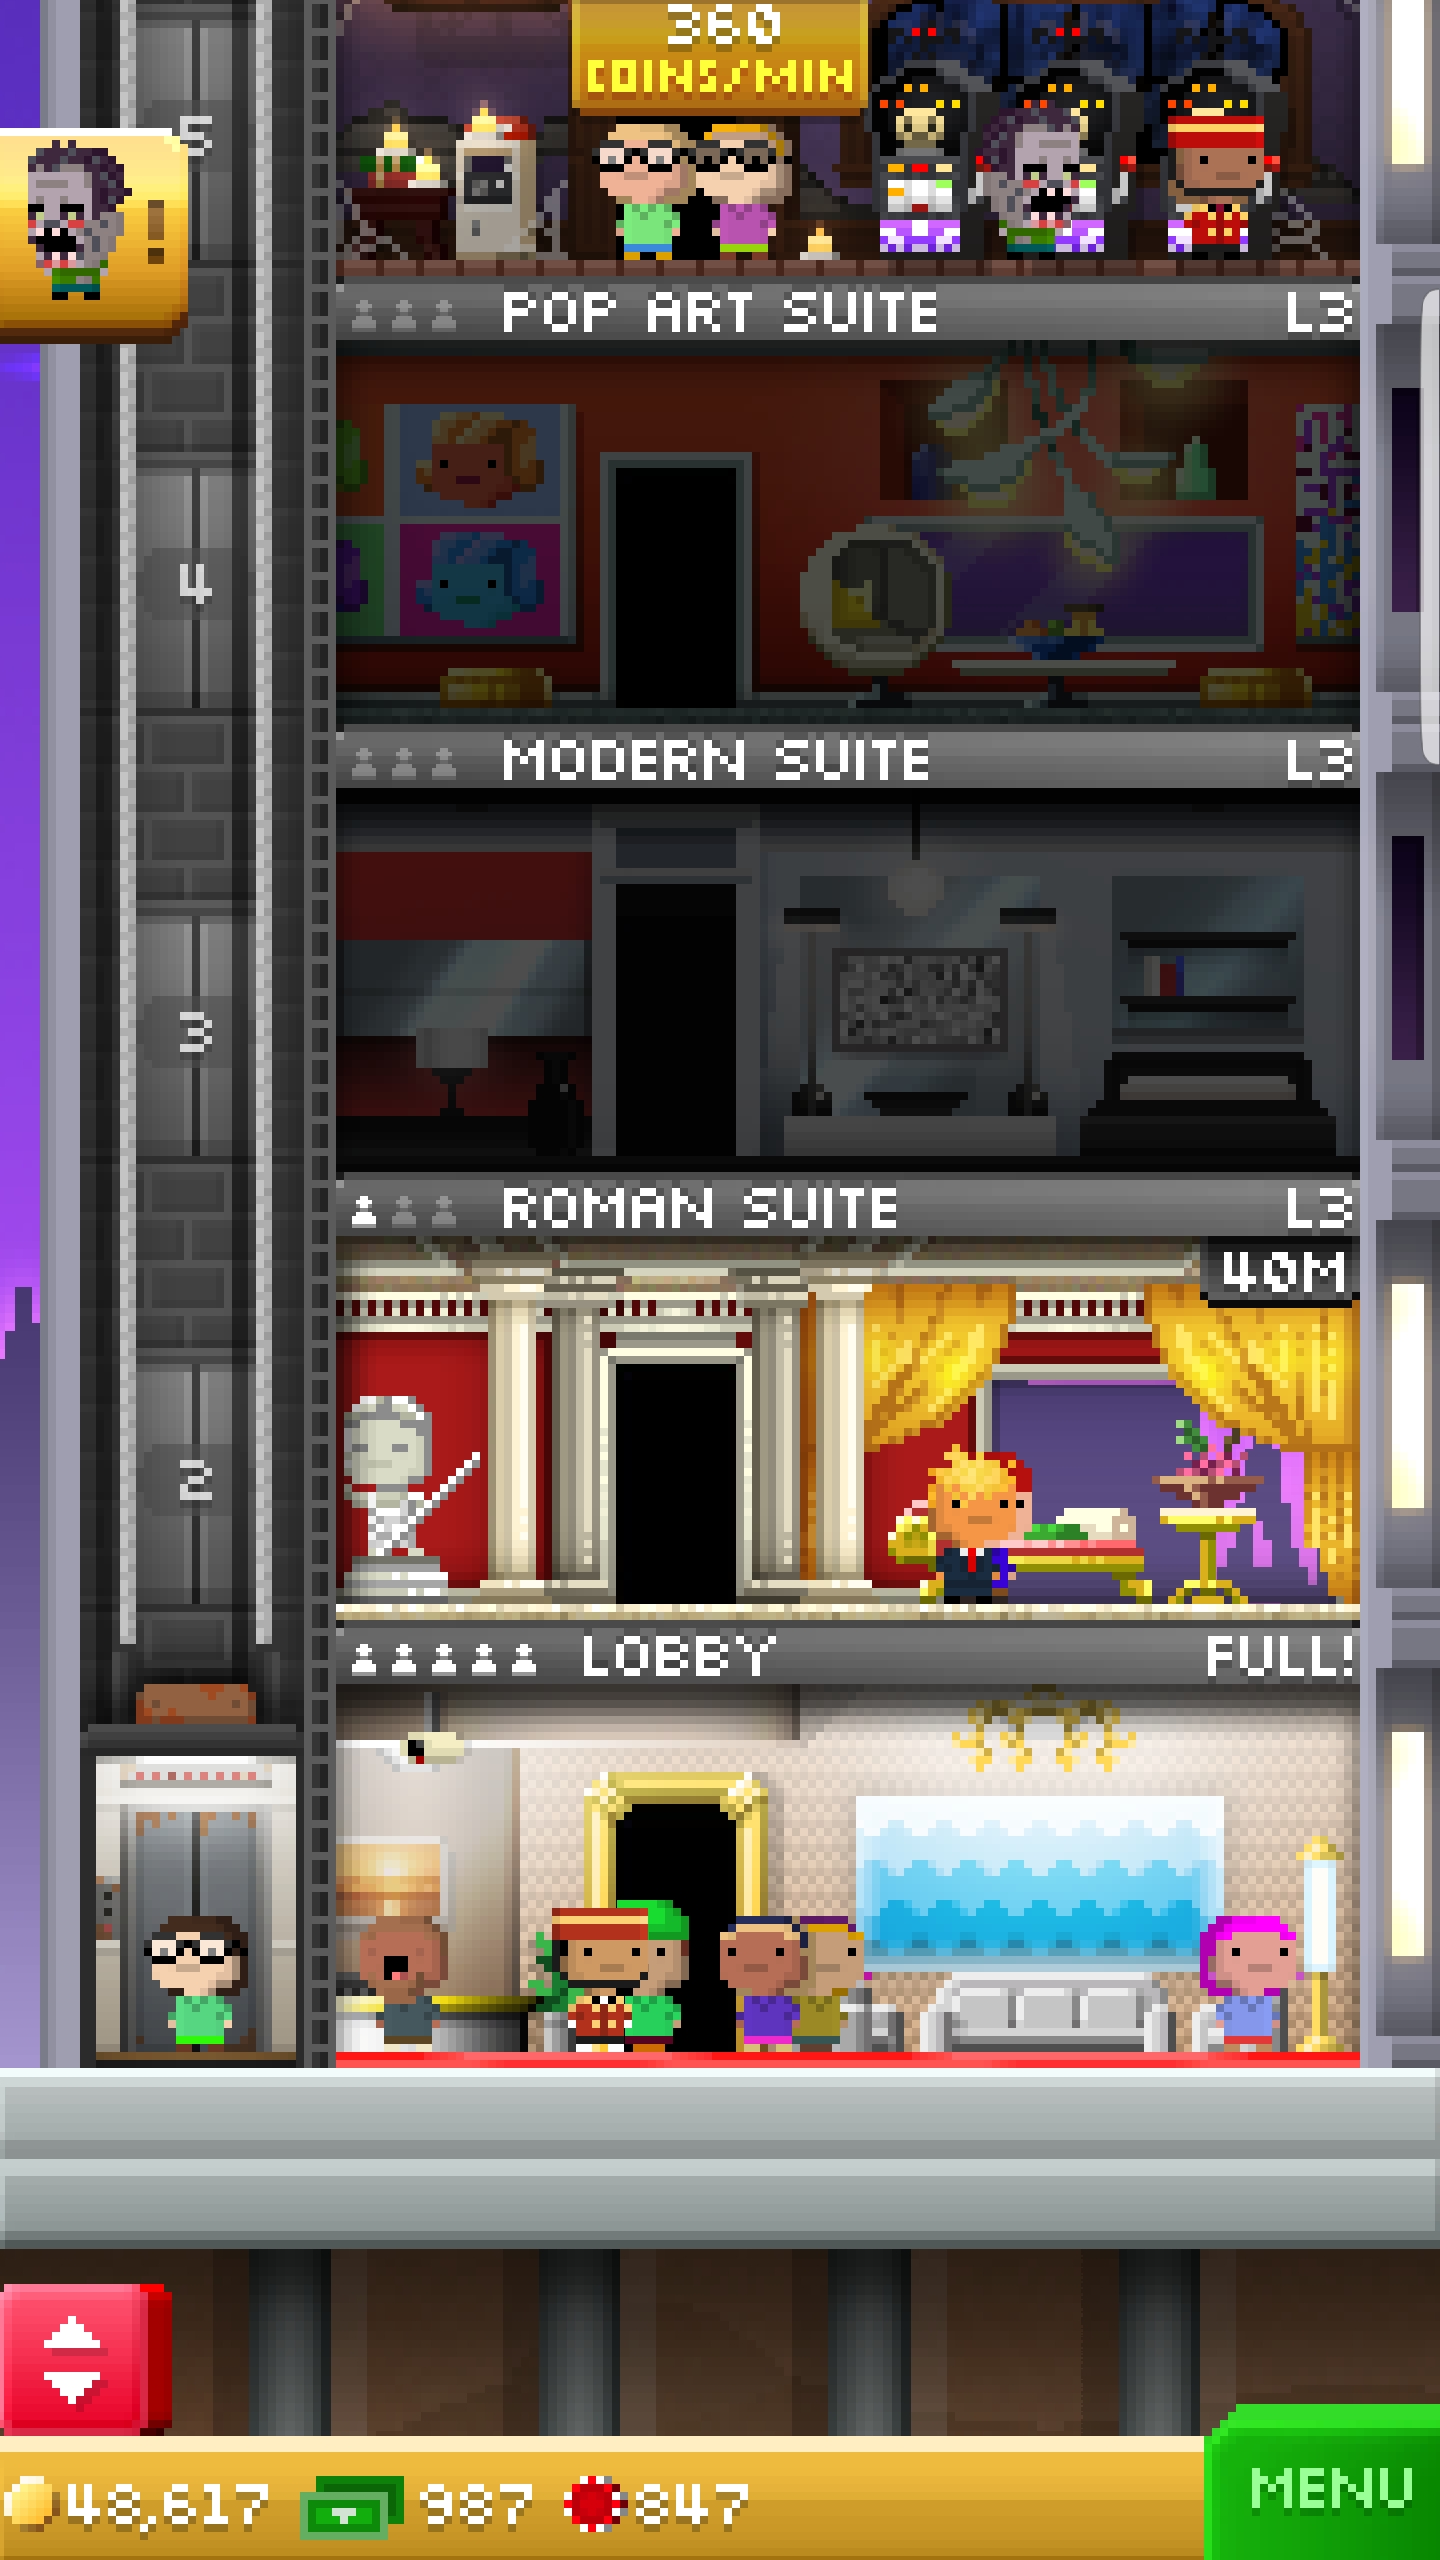 360
COINS/MIN
5
!
POP ART SUITE L3
4
MODERN SUITE L3
3
ROMAN SUITE L3
40M
2
LOBBY FULL!
48,617 987 847
MENU